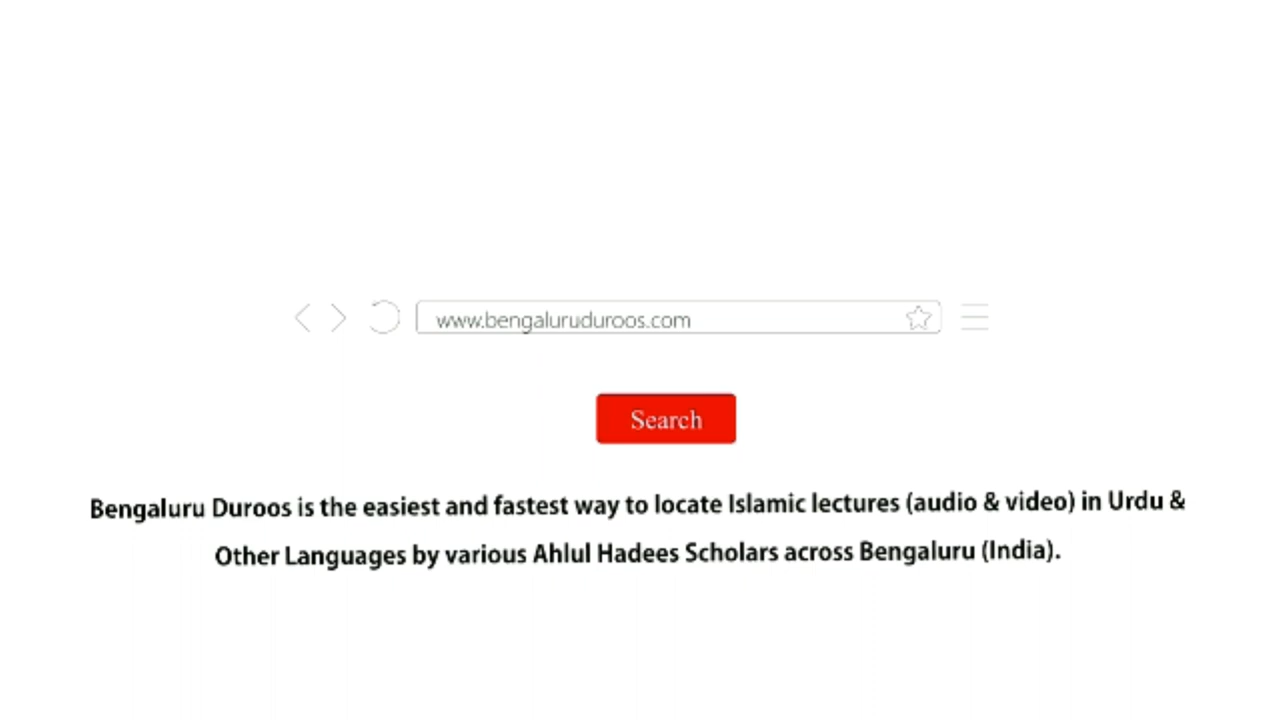 www.bengaluruduroos.com
Search
Bengaluru Duroos is the easiest and fastest way to locate Islamic lectures (audio & video) in Urdu &
Other Languages by various Ahlul Hadees Scholars across Bengaluru (India).